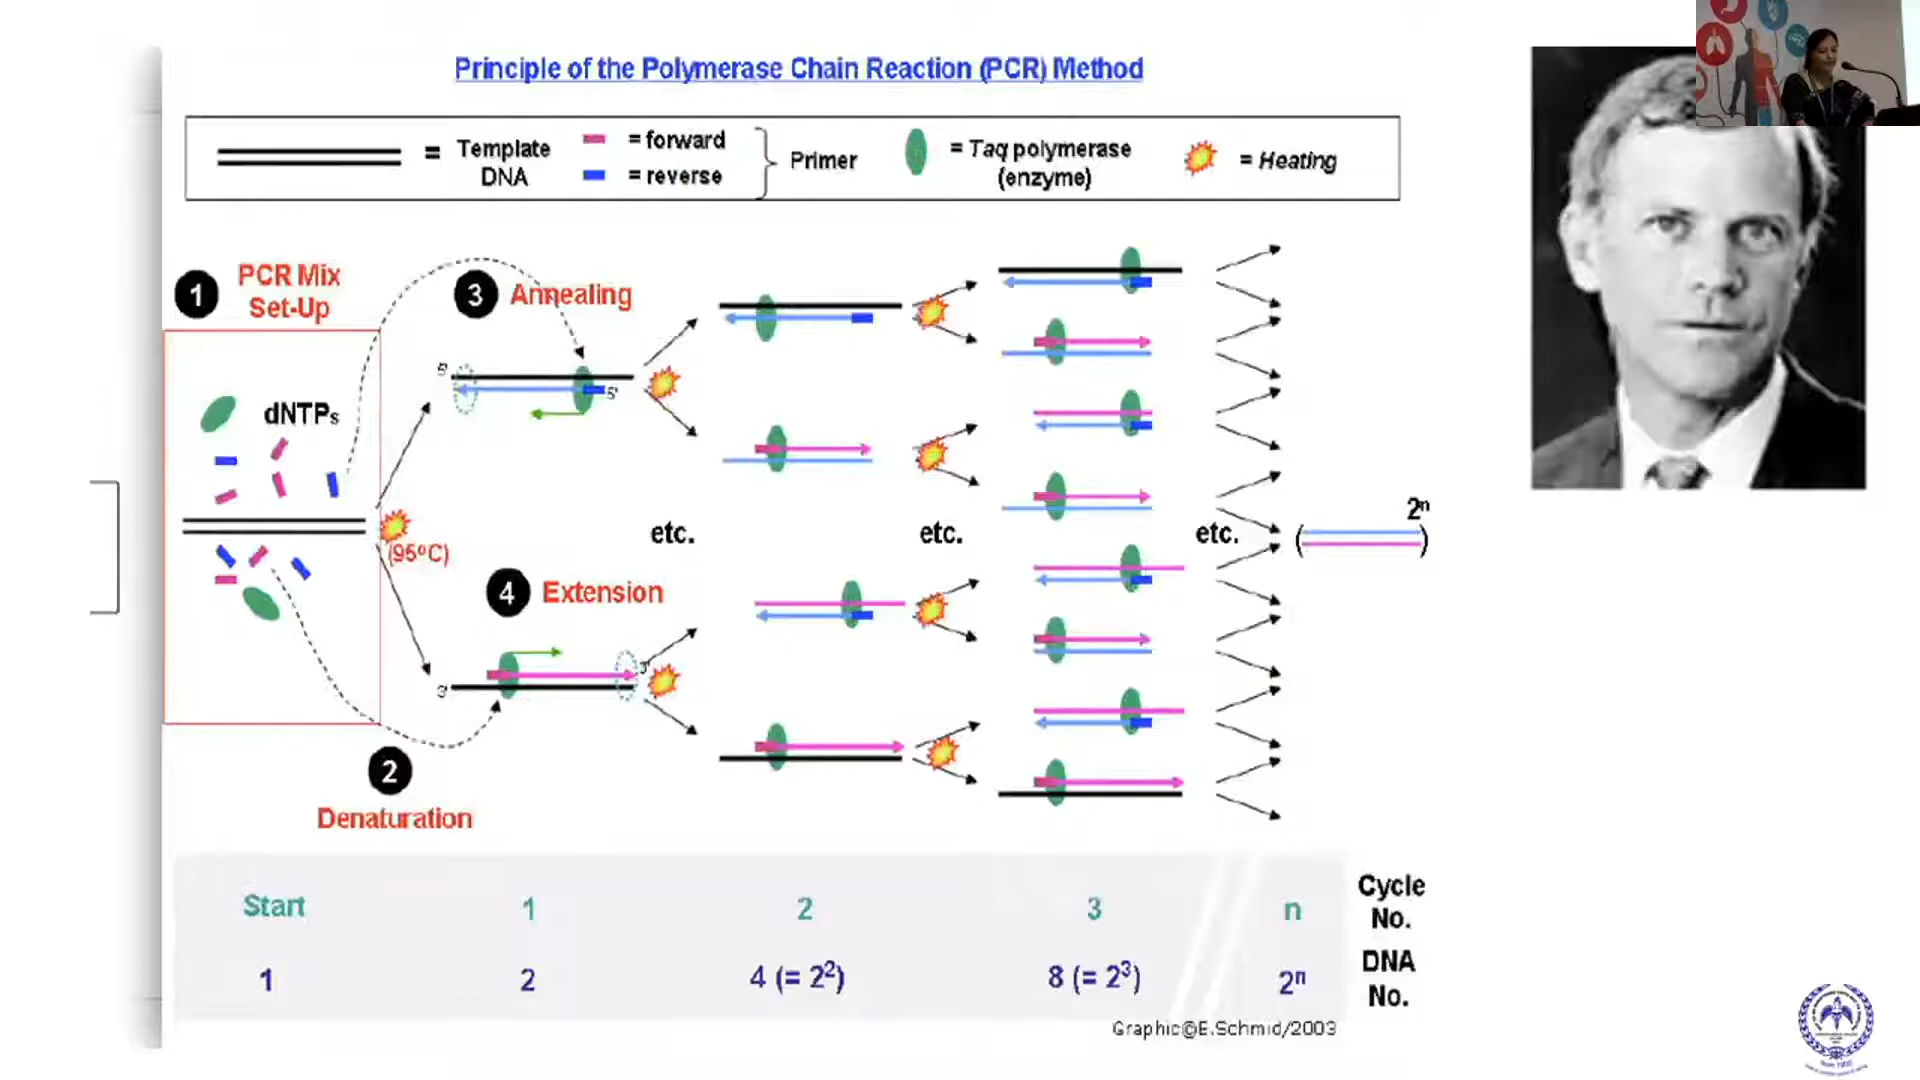 Principle of the Polymerase Chain Reaction (PCR) Method
= Template DNA
= forward
= reverse
Primer
= Taq polymerase
(enzyme)
= Heating
1
PCR Mix
Set-Up
dNTPs
(95ºC)
3 Annealing
5'
5'
4 Extension
3'
3'
2
Denaturation
etc.
etc.
etc.
2ⁿ
Start 1 2 3 n Cycle No.
1 2 4 (= 2²) 8 (= 2³) 2ⁿ DNA No.
Graphic©E.Schmid/2003